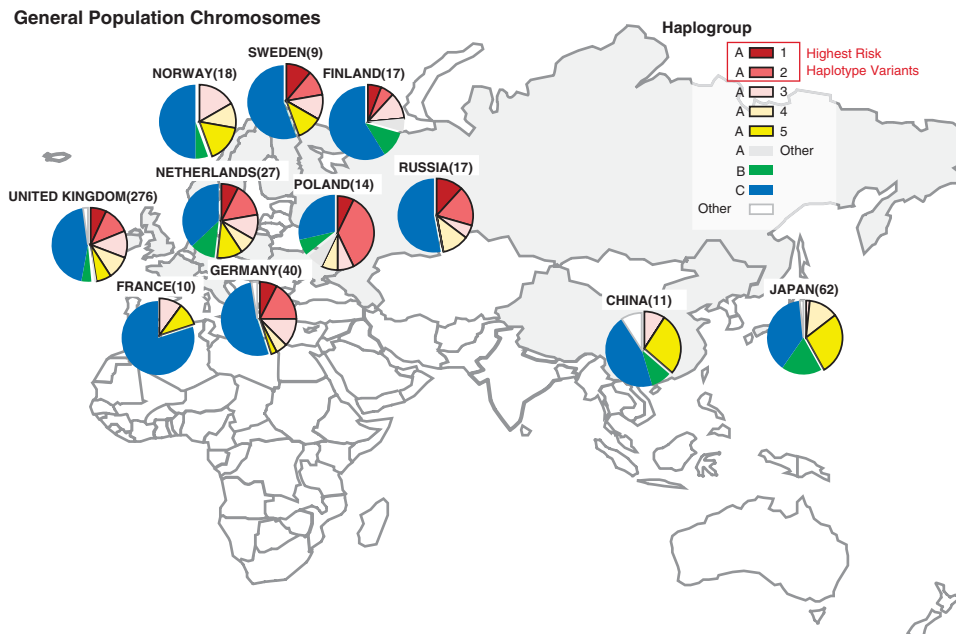 General Population Chromosomes
Haplogroup
A 1 Highest Risk
A 2 Haplotype Variants
A 3
A 4
A 5
A Other
B
C
Other
SWEDEN(9)
NORWAY(18)
FINLAND(17)
NETHERLANDS(27)
POLAND(14)
RUSSIA(17)
UNITED KINGDOM(276)
GERMANY(40)
FRANCE(10)
CHINA(11)
JAPAN(62)